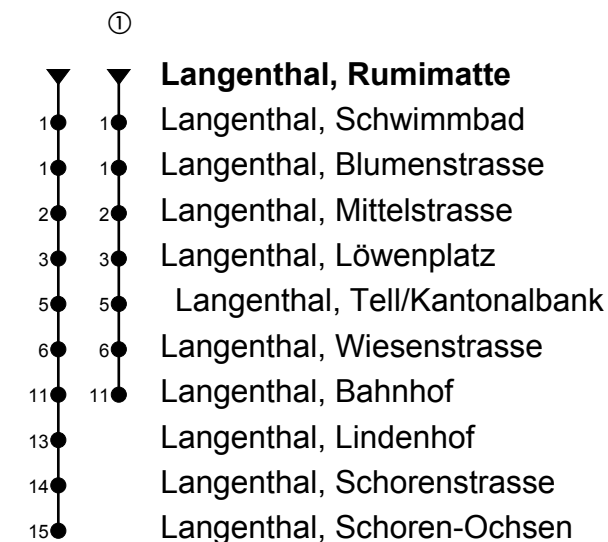 ①
Langenthal, Rumimatte
1 1 Langenthal, Schwimmbad
1 1 Langenthal, Blumenstrasse
2 2 Langenthal, Mittelstrasse
3 3 Langenthal, Löwenplatz
5 5 Langenthal, Tell/Kantonalbank
6 6 Langenthal, Wiesenstrasse
11 11 Langenthal, Bahnhof
13 Langenthal, Lindenhof
14 Langenthal, Schorenstrasse
15 Langenthal, Schoren-Ochsen